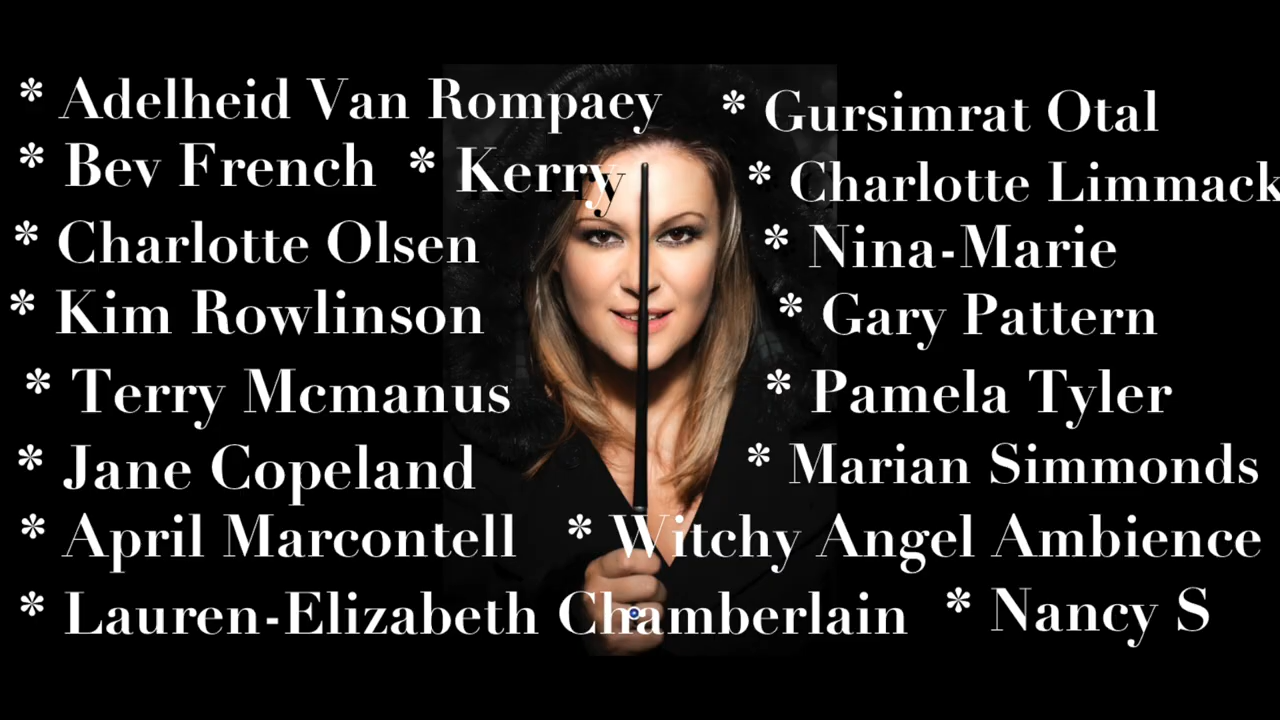 * Adelheid Van Rompaey
* Bev French * Kerry
* Charlotte Olsen
* Kim Rowlinson
* Terry Mcmanus
* Jane Copeland
* April Marcontell
* Lauren-Elizabeth Chamberlain
* Gursimrat Otal
* Charlotte Limmack
* Nina-Marie
* Gary Pattern
* Pamela Tyler
* Marian Simmonds
* Witchy Angel Ambience
* Nancy S